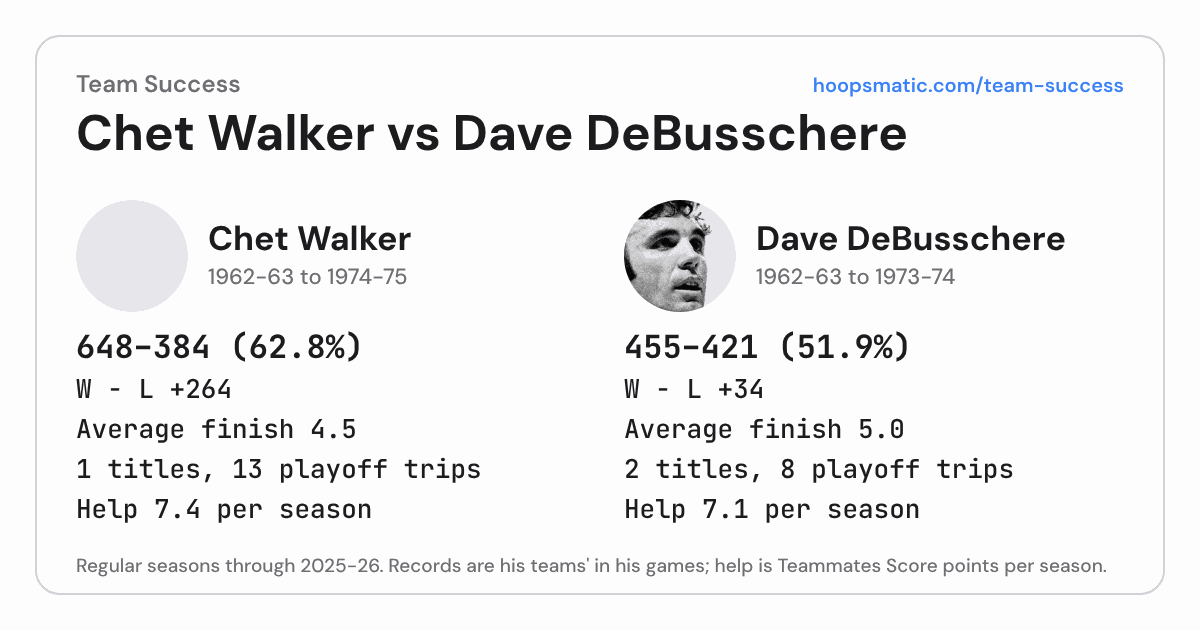 Team Success
hoopsmatic.com/team-success
Chet Walker vs Dave DeBusschere
Chet Walker
1962-63 to 1974-75
648-384 (62.8%)
W - L +264
Average finish 4.5
1 titles, 13 playoff trips
Help 7.4 per season
Dave DeBusschere
1962-63 to 1973-74
455-421 (51.9%)
W - L +34
Average finish 5.0
2 titles, 8 playoff trips
Help 7.1 per season
Regular seasons through 2025-26. Records are his teams' in his games; help is Teammates Score points per season.